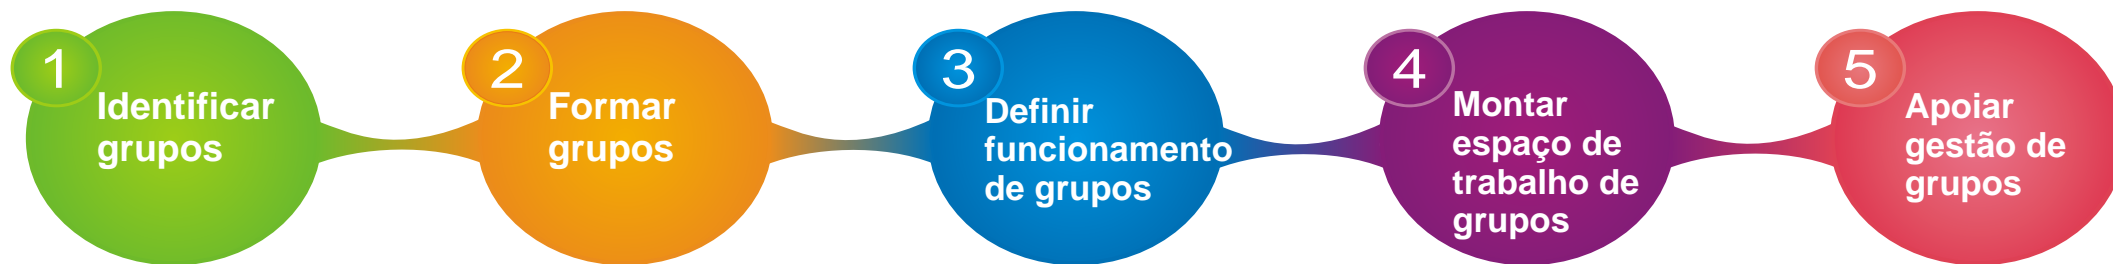 1
Identificar
grupos
2
Formar
grupos
3
Definir
funcionamento
de grupos
4
Montar
espaço de
trabalho de
grupos
5
Apoiar
gestão de
grupos